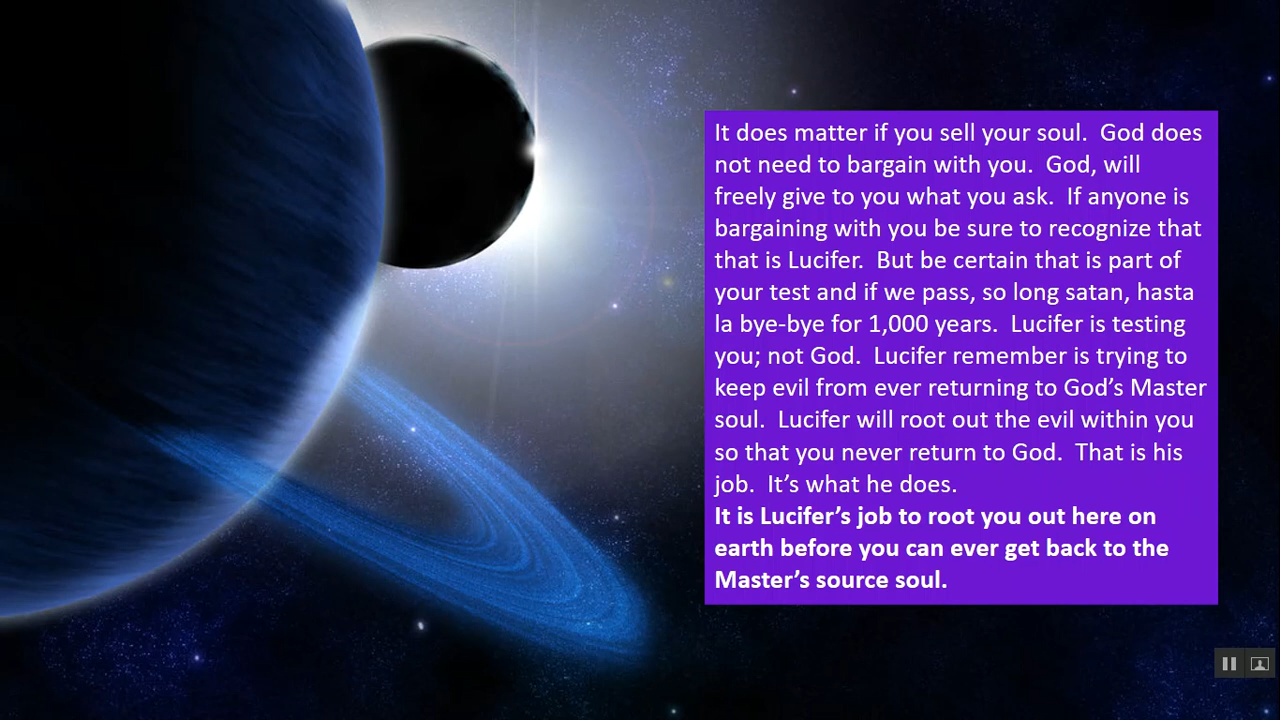 It does matter if you sell your soul.  God does
not need to bargain with you.  God, will
freely give to you what you ask.  If anyone is
bargaining with you be sure to recognize that
that is Lucifer.  But be certain that is part of
your test and if we pass, so long satan, hasta
la bye-bye for 1,000 years.  Lucifer is testing
you; not God.  Lucifer remember is trying to
keep evil from ever returning to God’s Master
soul.  Lucifer will root out the evil within you
so that you never return to God.  That is his
job.  It’s what he does.
It is Lucifer’s job to root you out here on
earth before you can ever get back to the
Master’s source soul.